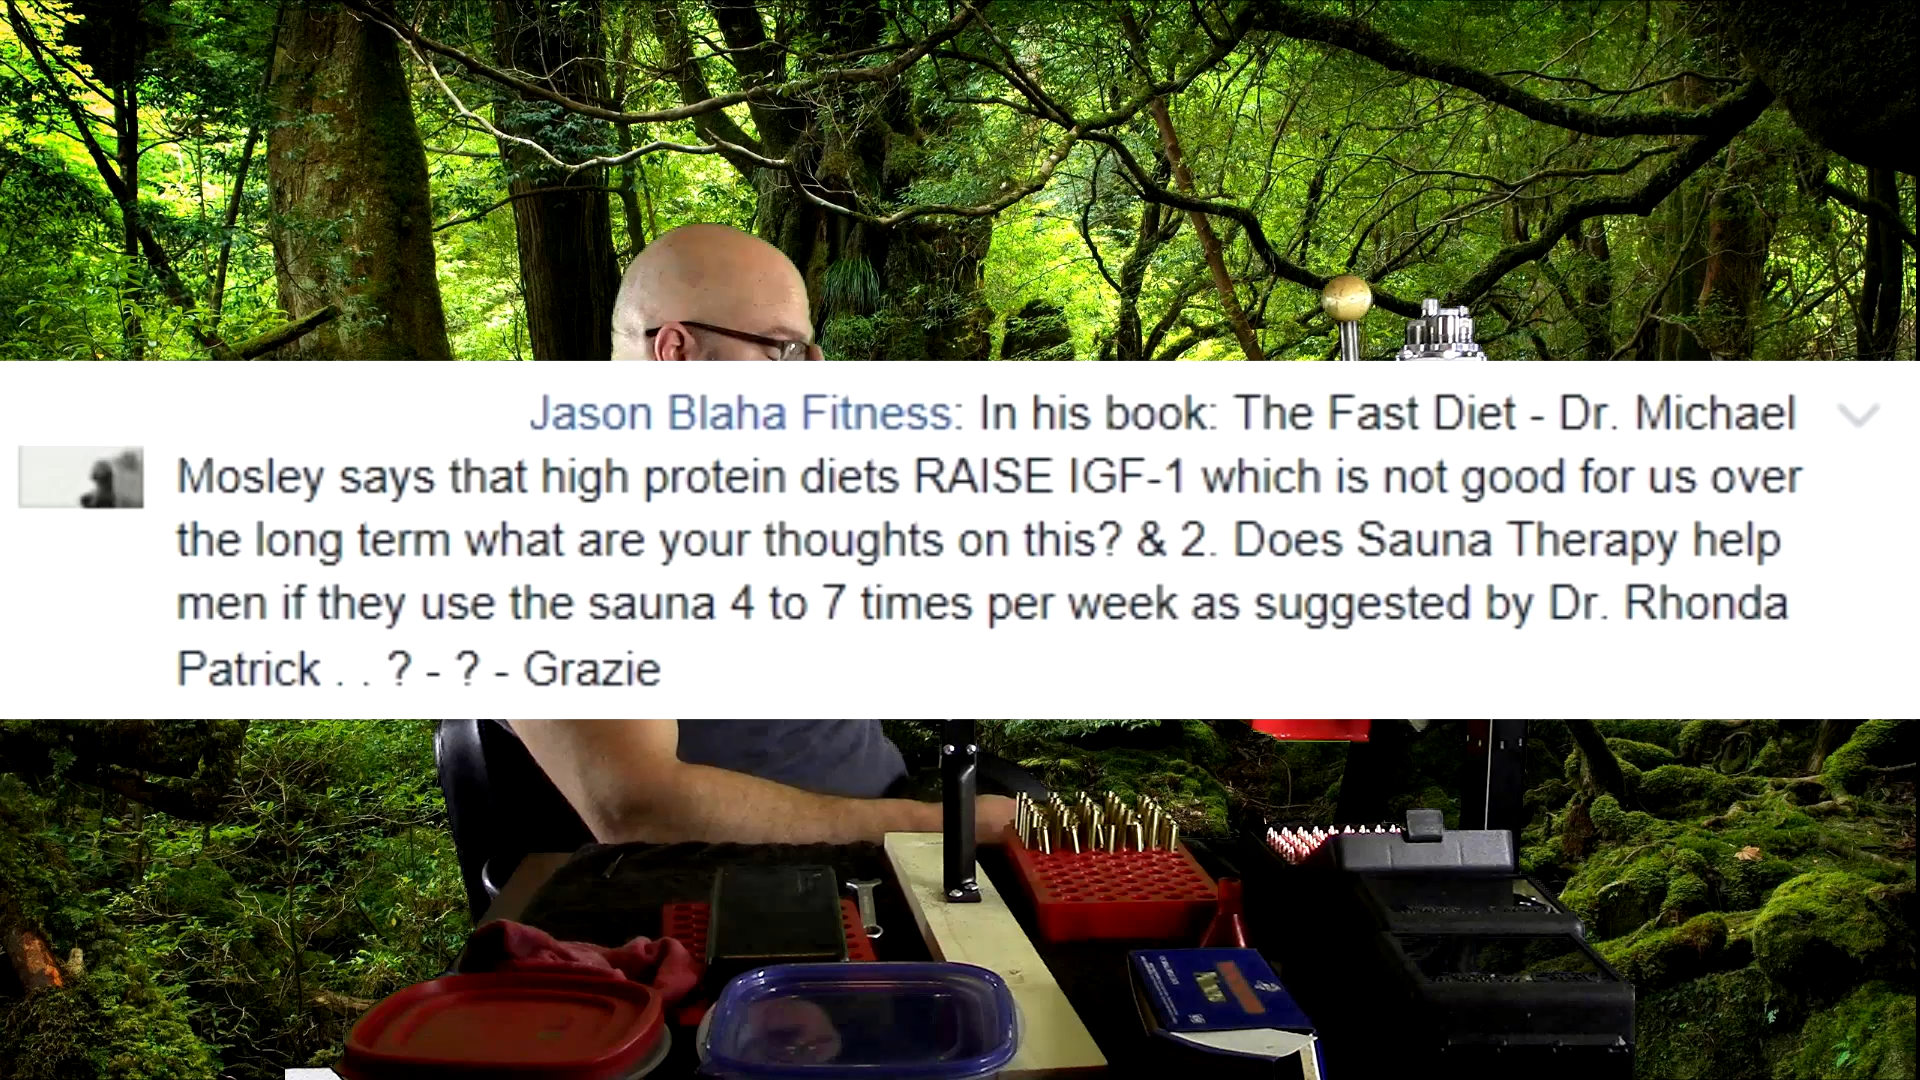 Jason Blaha Fitness: In his book: The Fast Diet - Dr. Michael
Mosley says that high protein diets RAISE IGF-1 which is not good for us over
the long term what are your thoughts on this? & 2. Does Sauna Therapy help
men if they use the sauna 4 to 7 times per week as suggested by Dr. Rhonda
Patrick . . ? - ? - Grazie